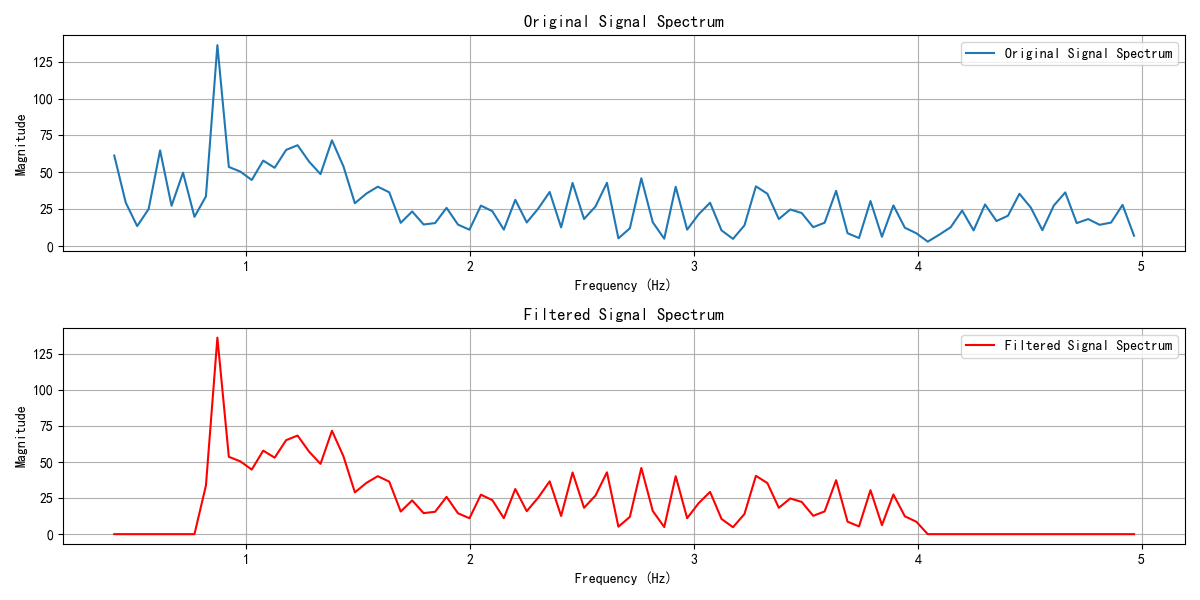 Original Signal Spectrum
Original Signal Spectrum
Magnitude
125
100
75
50
25
0
1 2 3 4 5
Frequency (Hz)
Filtered Signal Spectrum
Filtered Signal Spectrum
Magnitude
125
100
75
50
25
0
1 2 3 4 5
Frequency (Hz)